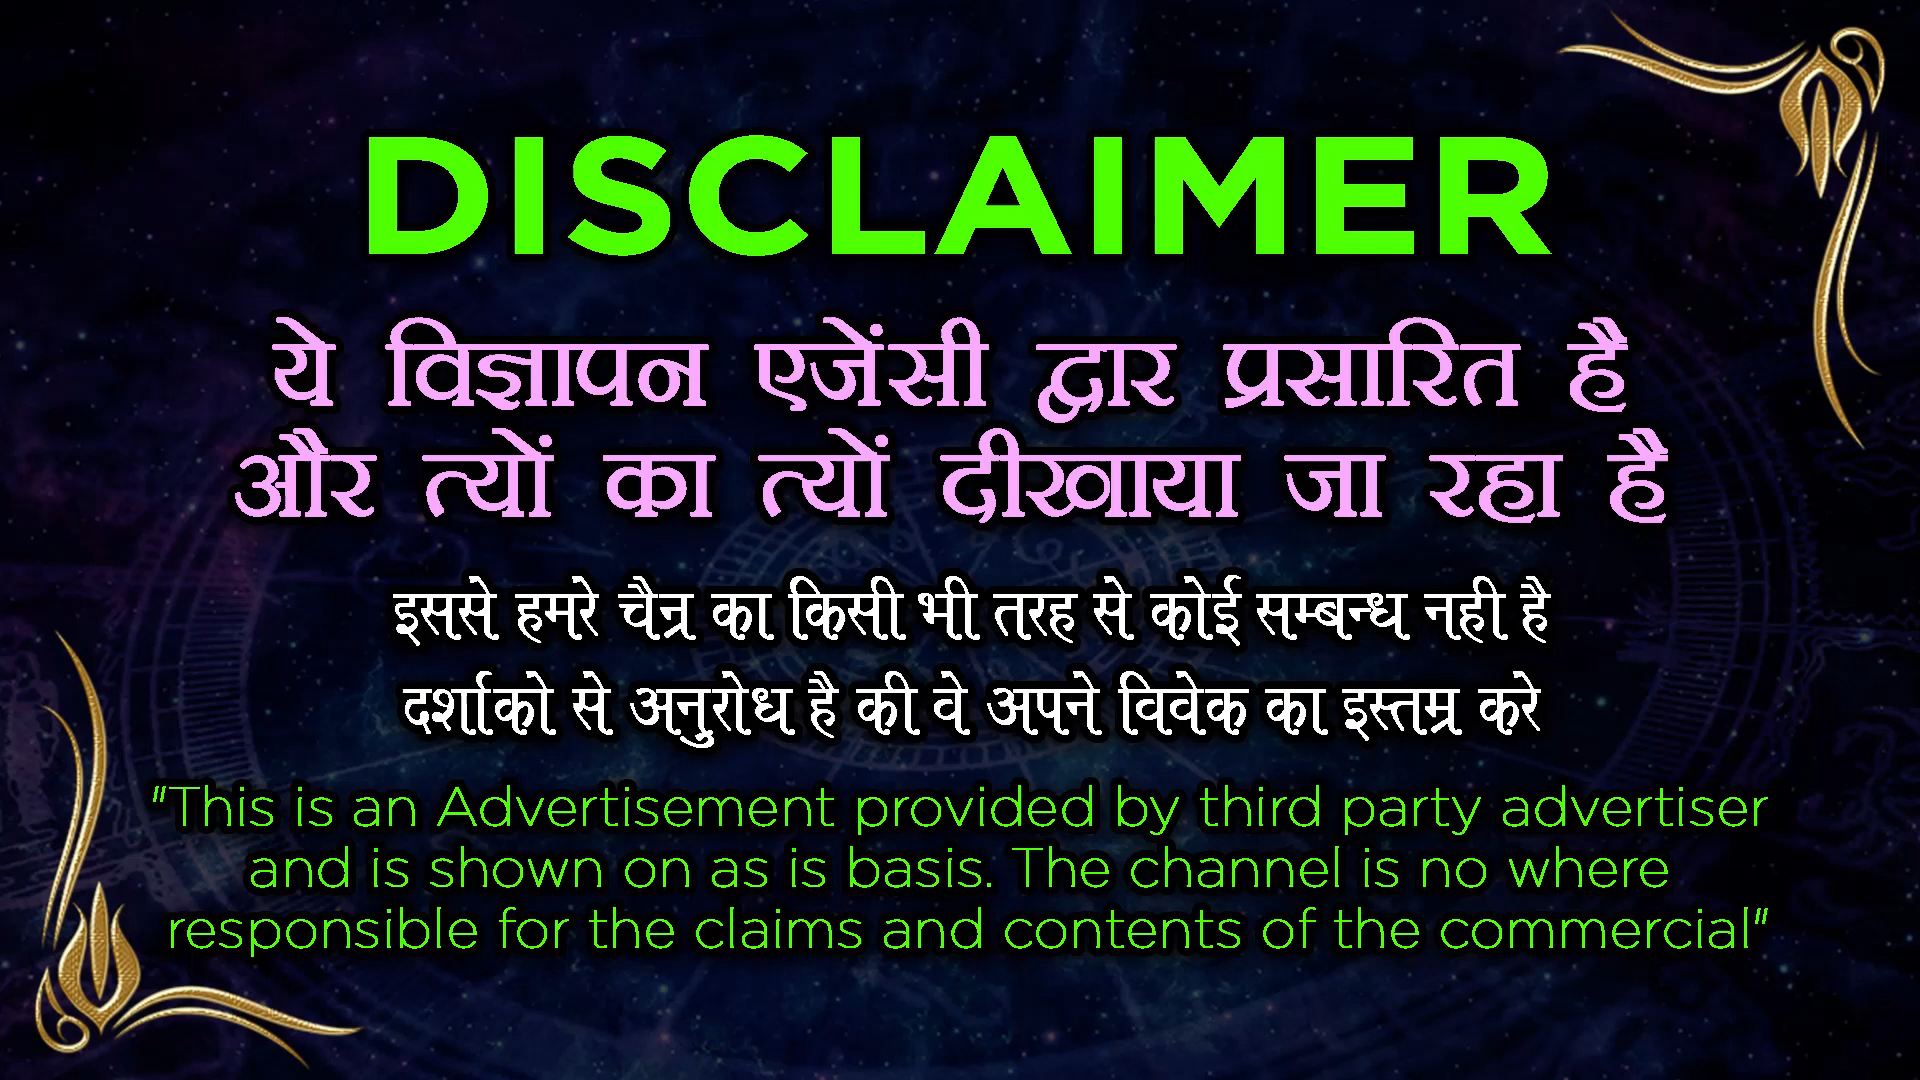 DISCLAIMER
ये विज्ञापन एजेंसी द्वार प्रसारित है
और त्यों का त्यों दीखाया जा रहा है
इससे हमरे चैन्र का किसी भी तरह से कोई सम्बन्ध नही है
दर्शाको से अनुरोध है की वे अपने विवेक का इस्तम्र करे
"This is an Advertisement provided by third party advertiser
and is shown on as is basis. The channel is no where
responsible for the claims and contents of the commercial"